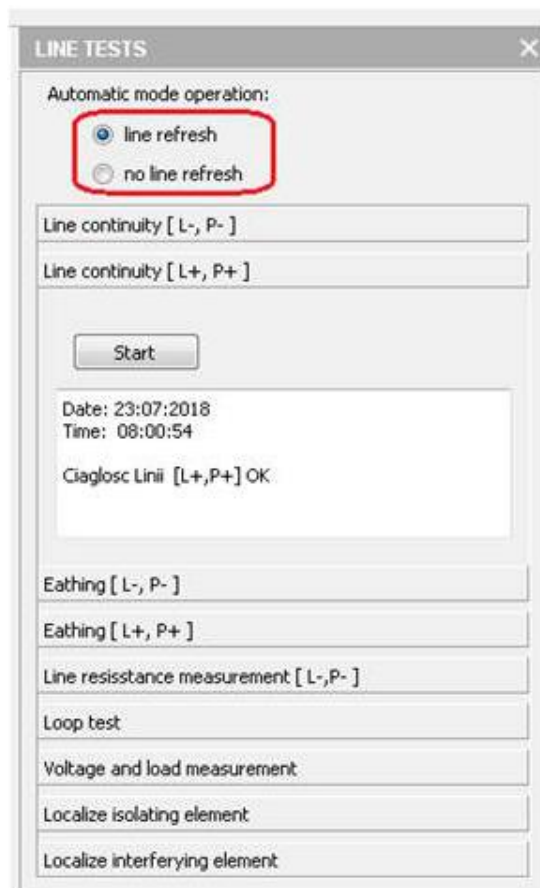 LINE TESTS
Automatic mode operation:
line refresh
no line refresh
Line continuity [ L-, P- ]
Line continuity [ L+, P+ ]
Start
Date: 23:07:2018
Time: 08:00:54
Ciaglosc Linii [L+,P+] OK
Eathing [ L-, P- ]
Eathing [ L+, P+ ]
Line resisstance measurement [ L-,P- ]
Loop test
Voltage and load measurement
Localize isolating element
Localize interferying element